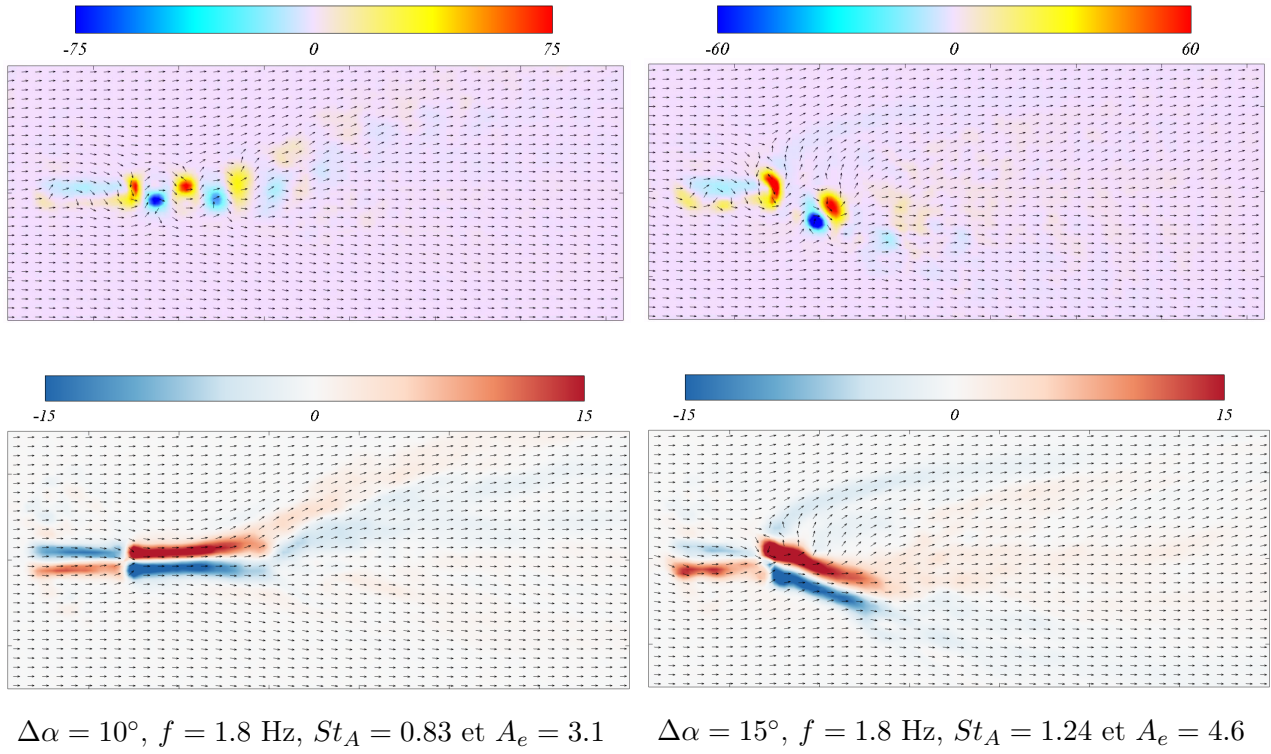 -75 0 75
-60 0 60
-15 0 15
-15 0 15
Δα = 10°, f = 1.8 Hz, St_A = 0.83 et A_e = 3.1
Δα = 15°, f = 1.8 Hz, St_A = 1.24 et A_e = 4.6